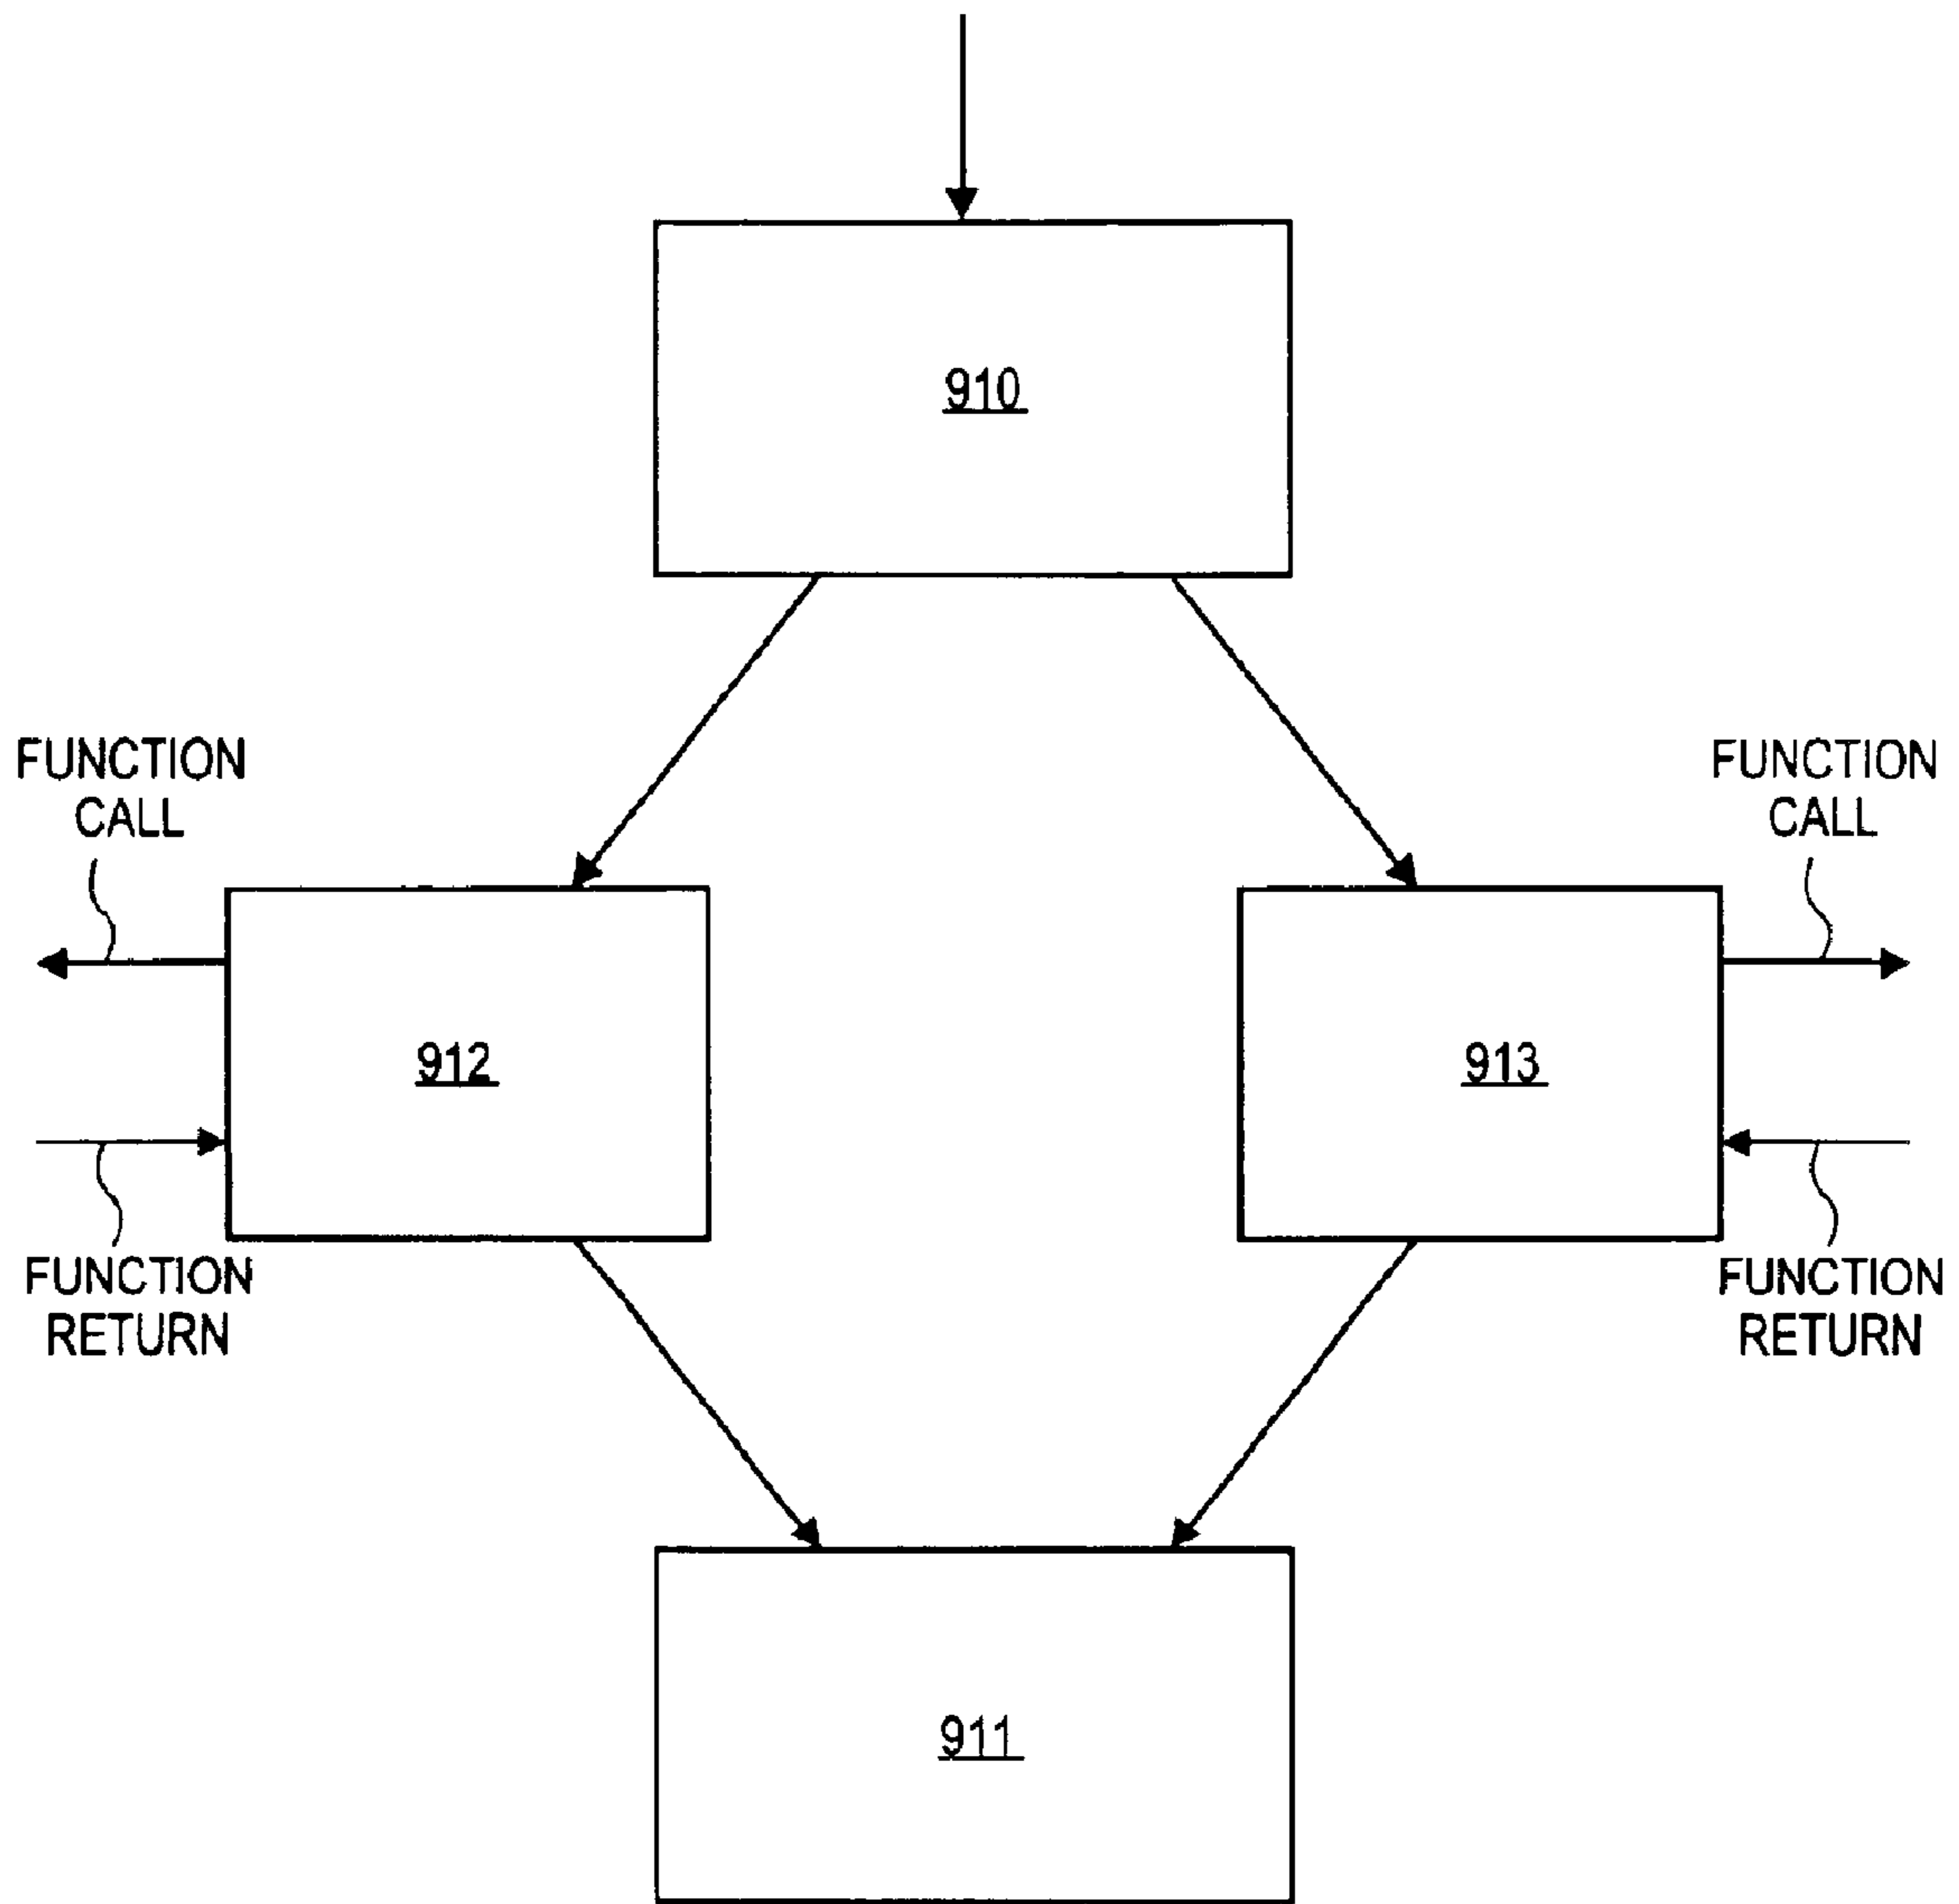 910
FUNCTION
CALL
FUNCTION
CALL
912
913
FUNCTION
RETURN
FUNCTION
RETURN
911